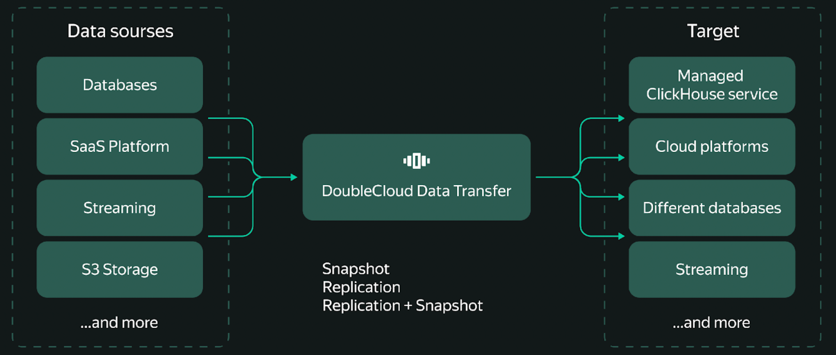 Data sourses
Databases
SaaS Platform
Streaming
S3 Storage
...and more
DoubleCloud Data Transfer
Snapshot
Replication
Replication + Snapshot
Target
Managed
ClickHouse service
Cloud platforms
Different databases
Streaming
...and more